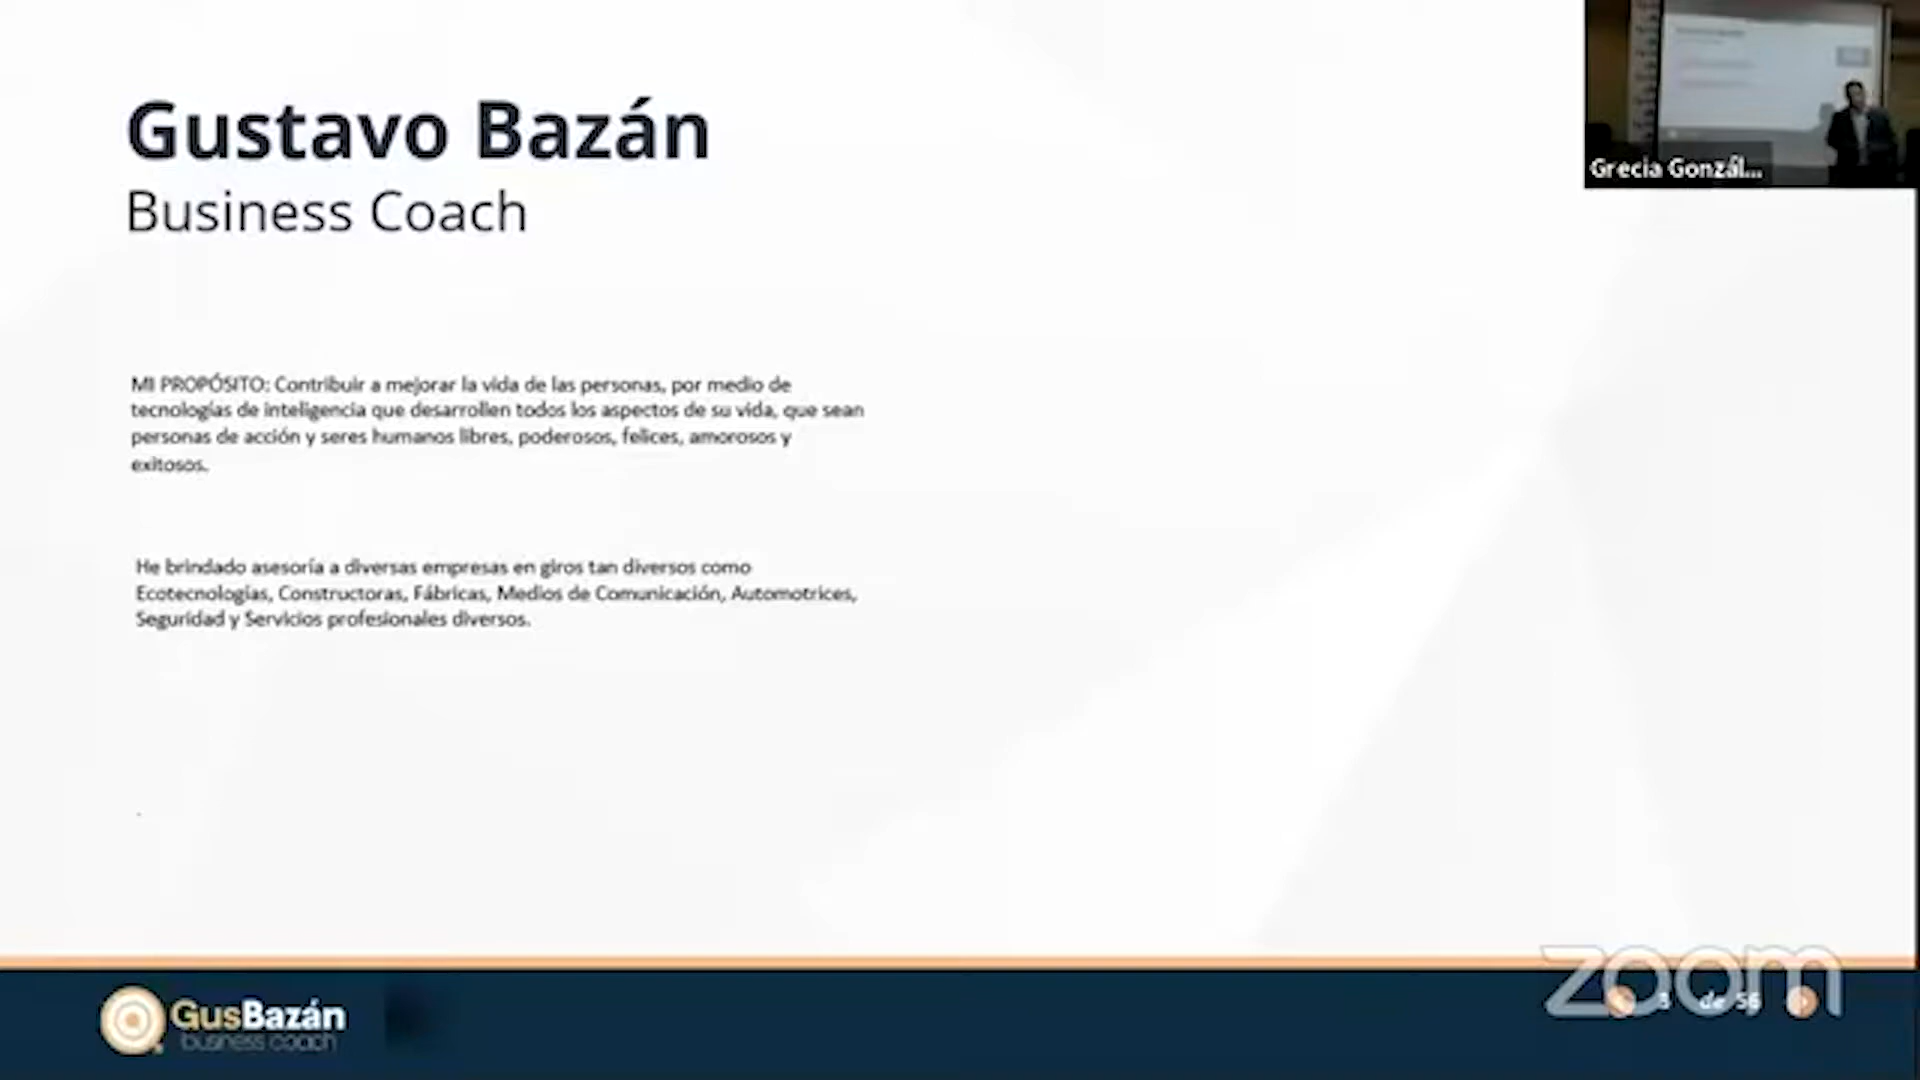 Gustavo Bazán
Business Coach
Grecia Gonzál...
MI PROPÓSITO: Contribuir a mejorar la vida de las personas, por medio de
tecnologías de inteligencia que desarrollen todos los aspectos de su vida, que sean
personas de acción y seres humanos libres, poderosos, felices, amorosos y
exitosos.
He brindado asesoría a diversas empresas en giros tan diversos como
Ecotecnologías, Constructoras, Fábricas, Medios de Comunicación, Automotrices,
Seguridad y Servicios profesionales diversos.
GusBazán
business coach
zoom
3 de 56